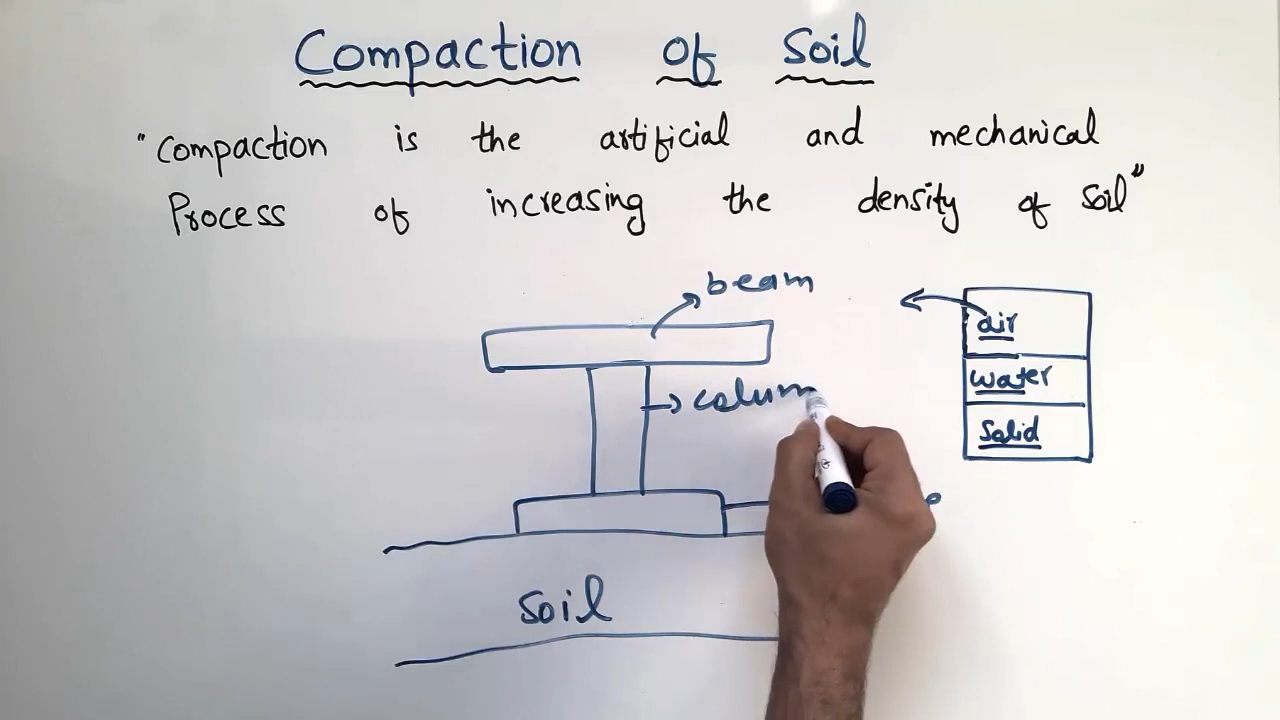 Compaction of Soil
"Compaction is the artificial and mechanical
Process of increasing the density of soil"
beam
air
water
Solid
colum
Soil